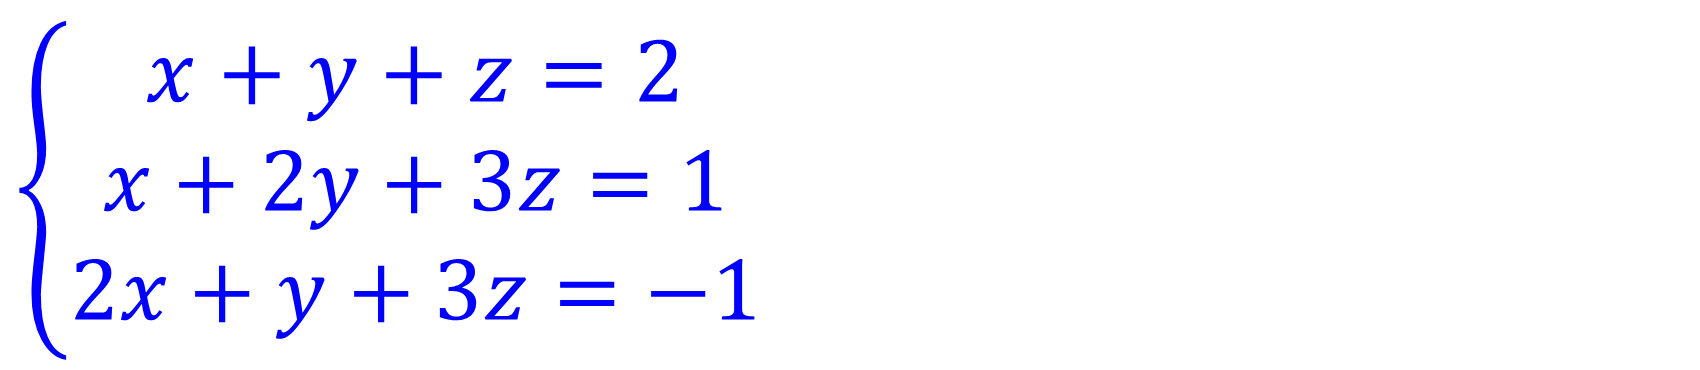 x + y + z = 2
x + 2y + 3z = 1
2x + y + 3z = −1